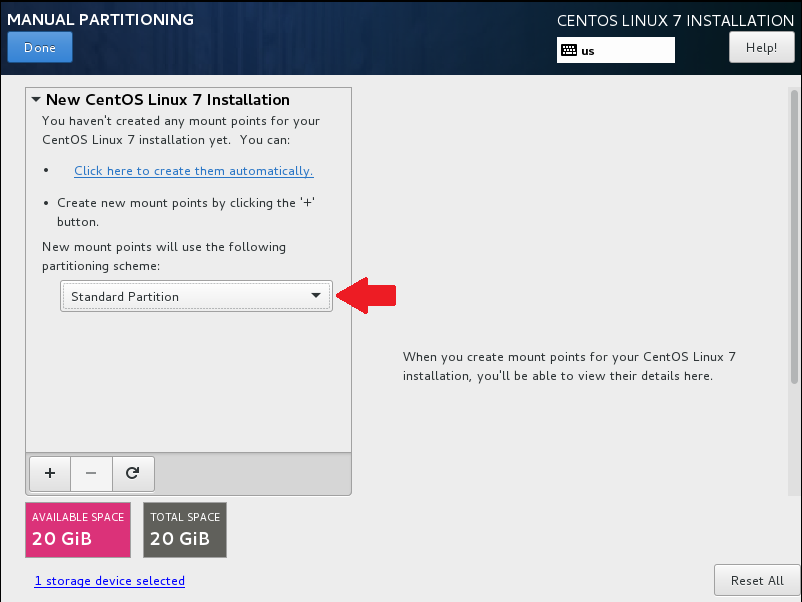 MANUAL PARTITIONING
CENTOS LINUX 7 INSTALLATION
Done
us
Help!
New CentOS Linux 7 Installation
You haven't created any mount points for your
CentOS Linux 7 installation yet.  You can:
• Click here to create them automatically.
• Create new mount points by clicking the '+'
button.
New mount points will use the following
partitioning scheme:
Standard Partition
When you create mount points for your CentOS Linux 7
installation, you'll be able to view their details here.
+ −
AVAILABLE SPACE
20 GiB
TOTAL SPACE
20 GiB
1 storage device selected
Reset All